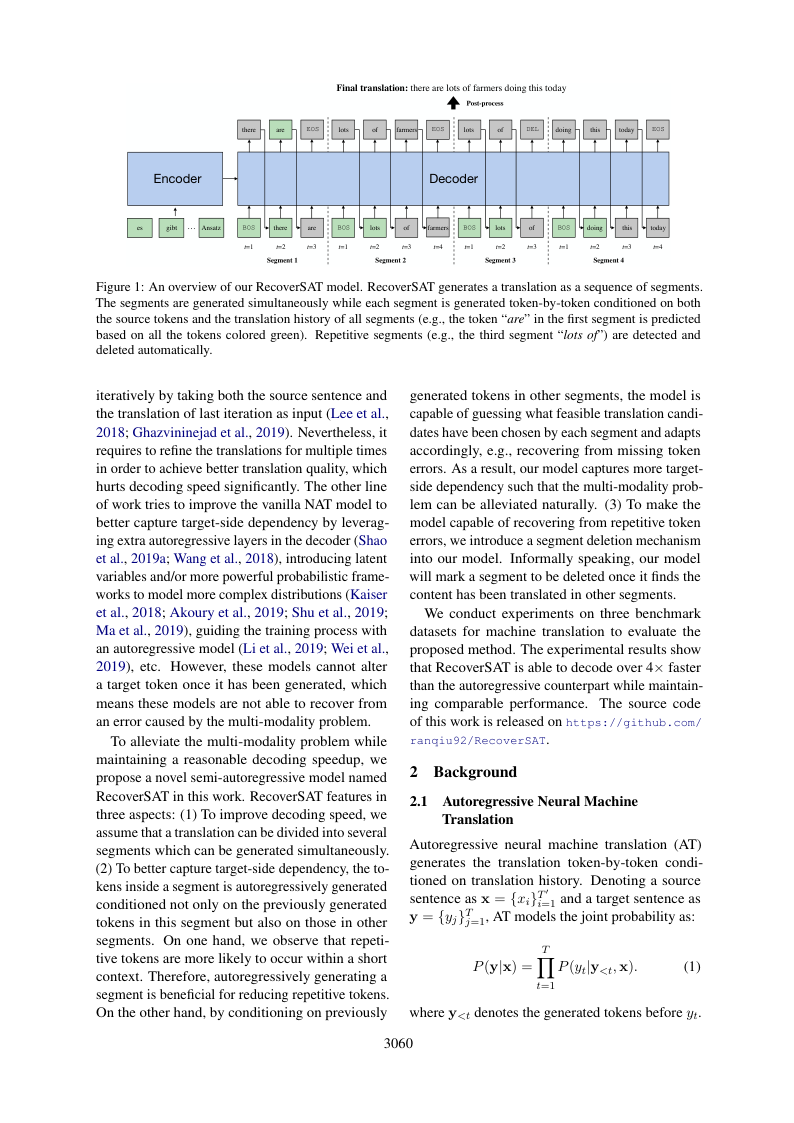 Final translation: there are lots of farmers doing this today
Post-process
there are EOS lots of farmers EOS lots of DEL doing this today EOS
Encoder
Decoder
es gibt ... Ansatz BOS there are BOS lots of farmers BOS lots of BOS doing this today
t=1 t=2 t=3 t=1 t=2 t=3 t=4 t=1 t=2 t=3 t=1 t=2 t=3 t=4
Segment 1 Segment 2 Segment 3 Segment 4
Figure 1: An overview of our RecoverSAT model. RecoverSAT generates a translation as a sequence of segments.
The segments are generated simultaneously while each segment is generated token-by-token conditioned on both
the source tokens and the translation history of all segments (e.g., the token “are” in the first segment is predicted
based on all the tokens colored green). Repetitive segments (e.g., the third segment “lots of”) are detected and
deleted automatically.
iteratively by taking both the source sentence and
the translation of last iteration as input (Lee et al.,
2018; Ghazvininejad et al., 2019). Nevertheless, it
requires to refine the translations for multiple times
in order to achieve better translation quality, which
hurts decoding speed significantly. The other line
of work tries to improve the vanilla NAT model to
better capture target-side dependency by leverag-
ing extra autoregressive layers in the decoder (Shao
et al., 2019a; Wang et al., 2018), introducing latent
variables and/or more powerful probabilistic frame-
works to model more complex distributions (Kaiser
et al., 2018; Akoury et al., 2019; Shu et al., 2019;
Ma et al., 2019), guiding the training process with
an autoregressive model (Li et al., 2019; Wei et al.,
2019), etc. However, these models cannot alter
a target token once it has been generated, which
means these models are not able to recover from
an error caused by the multi-modality problem.
To alleviate the multi-modality problem while
maintaining a reasonable decoding speedup, we
propose a novel semi-autoregressive model named
RecoverSAT in this work. RecoverSAT features in
three aspects: (1) To improve decoding speed, we
assume that a translation can be divided into several
segments which can be generated simultaneously.
(2) To better capture target-side dependency, the to-
kens inside a segment is autoregressively generated
conditioned not only on the previously generated
tokens in this segment but also on those in other
segments. On one hand, we observe that repeti-
tive tokens are more likely to occur within a short
context. Therefore, autoregressively generating a
segment is beneficial for reducing repetitive tokens.
On the other hand, by conditioning on previously
generated tokens in other segments, the model is
capable of guessing what feasible translation candi-
dates have been chosen by each segment and adapts
accordingly, e.g., recovering from missing token
errors. As a result, our model captures more target-
side dependency such that the multi-modality prob-
lem can be alleviated naturally. (3) To make the
model capable of recovering from repetitive token
errors, we introduce a segment deletion mechanism
into our model. Informally speaking, our model
will mark a segment to be deleted once it finds the
content has been translated in other segments.
We conduct experiments on three benchmark
datasets for machine translation to evaluate the
proposed method. The experimental results show
that RecoverSAT is able to decode over 4× faster
than the autoregressive counterpart while maintain-
ing comparable performance. The source code
of this work is released on https://github.com/
ranqiu92/RecoverSAT.
2 Background
2.1 Autoregressive Neural Machine
Translation
Autoregressive neural machine translation (AT)
generates the translation token-by-token condi-
tioned on translation history. Denoting a source
sentence as x = {x_i}_{i=1}^{T′} and a target sentence as
y = {y_j}_{j=1}^{T}, AT models the joint probability as:
P(y|x) = ∏_{t=1}^{T} P(y_t|y_{<t}, x). (1)
where y_{<t} denotes the generated tokens before y_t.
3060